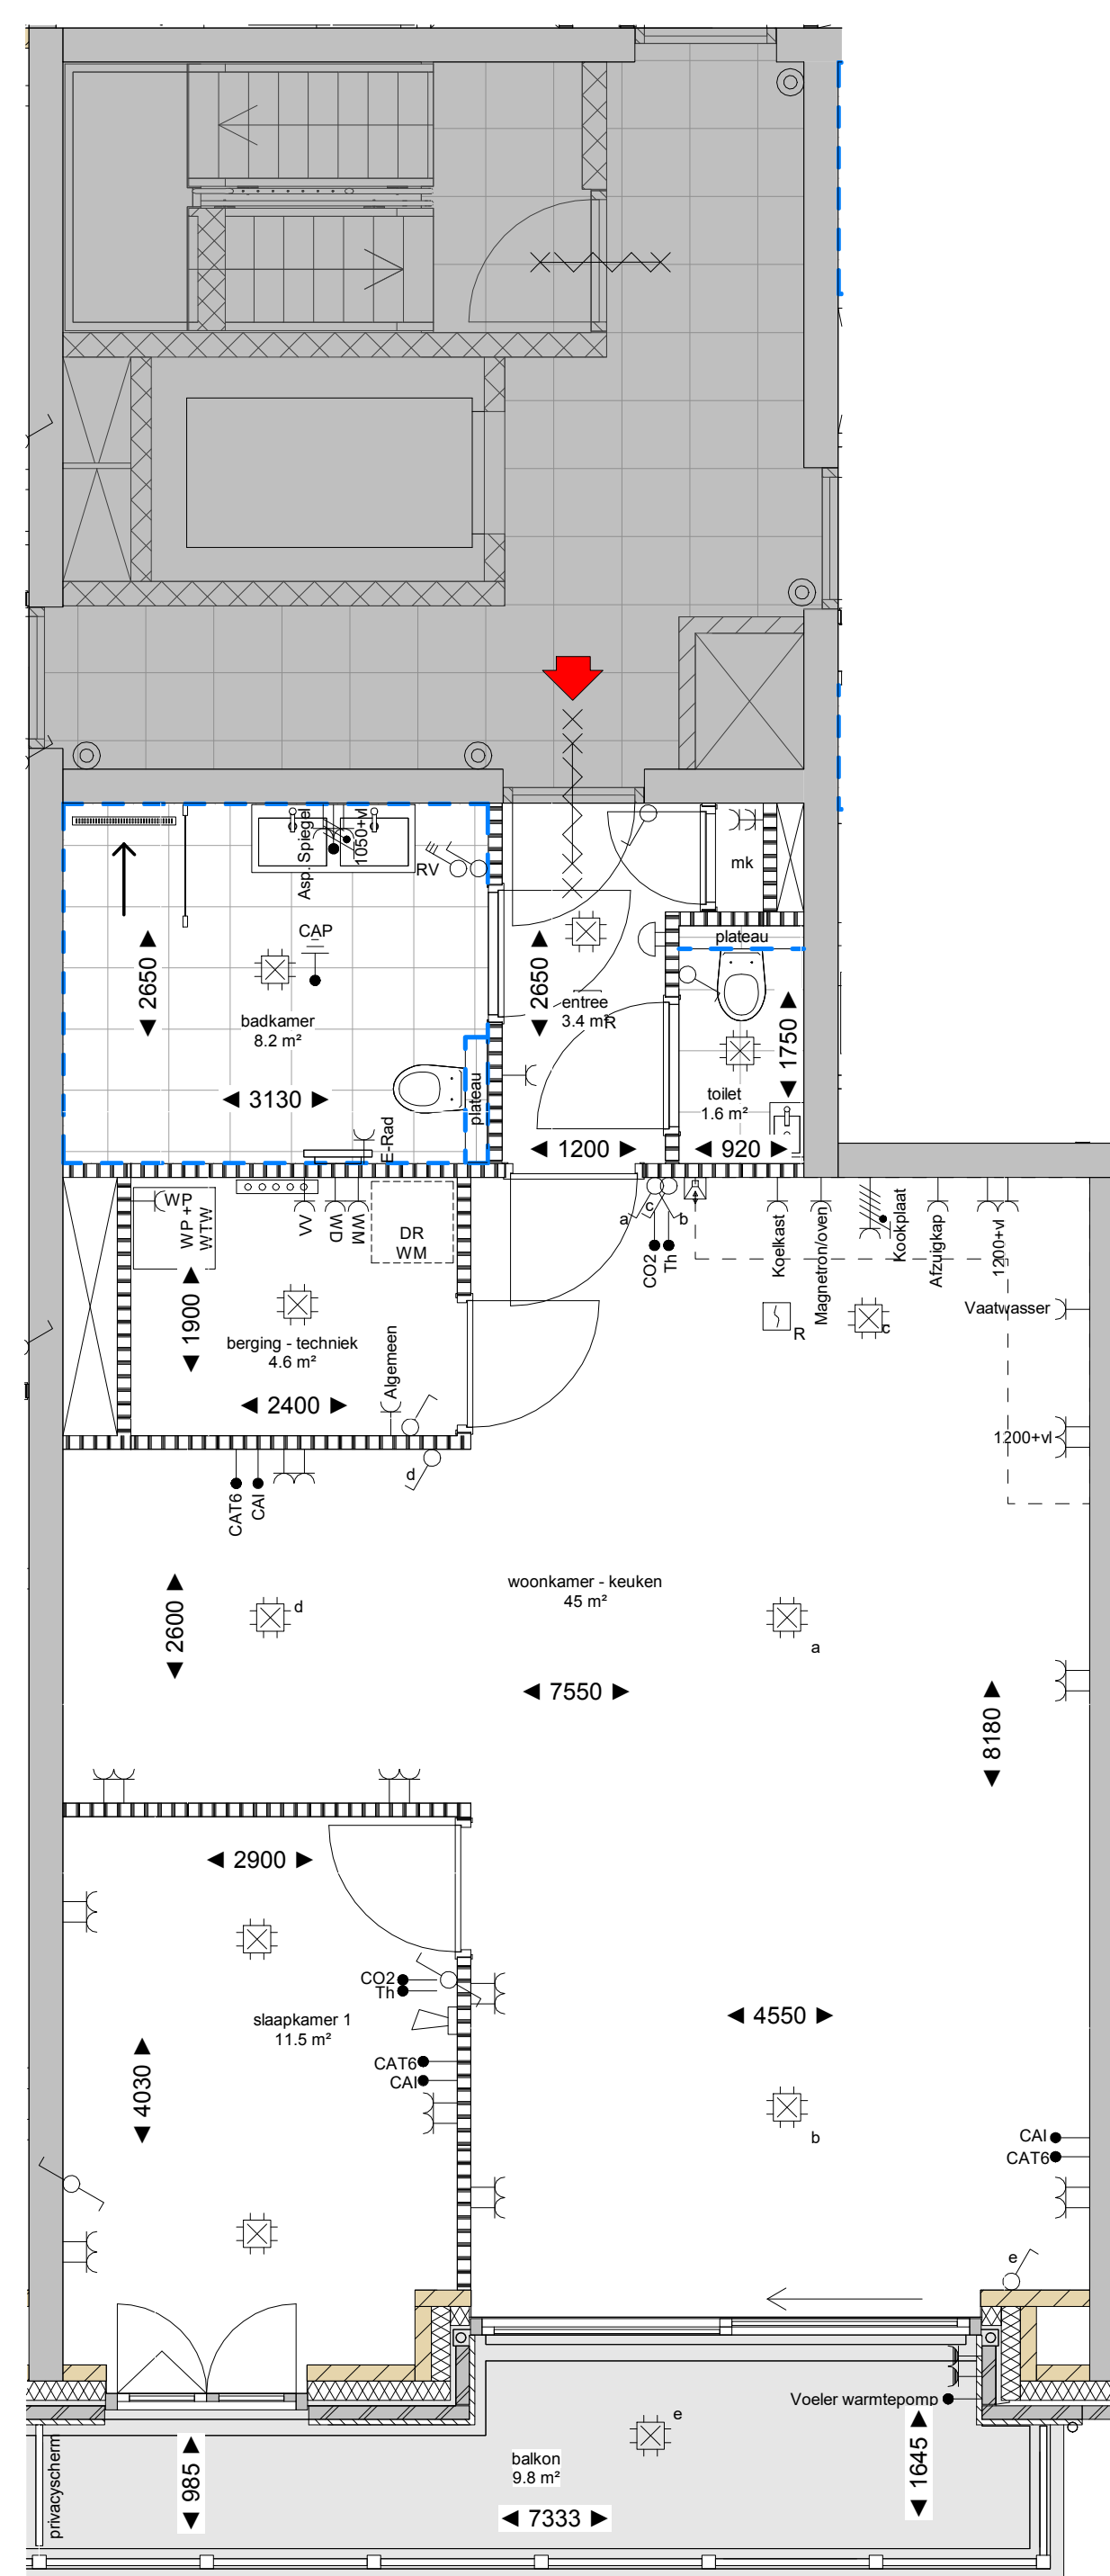 Asp. Spiegel
1050+vl
RV
mk
plateau
CAP
2650
2650
entree
3.4 m²
R
badkamer
8.2 m²
1750
toilet
1.6 m²
3130
plateau
E-Rad
1200
920
WP
WP+P
WTW
VV
WD
WM
DR
WM
a
c
b
CO2
Th
Koelkast
Magnetron/oven
Kookplaat
Afzuigkap
1200+vl
Vaatwasser
R
c
1900
berging - techniek
4.6 m²
Algemeen
2400
1200+vl
d
CAT6
CAI
woonkamer - keuken
45 m²
d
2600
a
7550
8180
2900
CO2
Th
slaapkamer 1
11.5 m²
4550
CAT6
CAI
4030
b
CAI
CAT6
e
Voeler warmtepomp
e
privacyscherm
985
balkon
9.8 m²
1645
7333